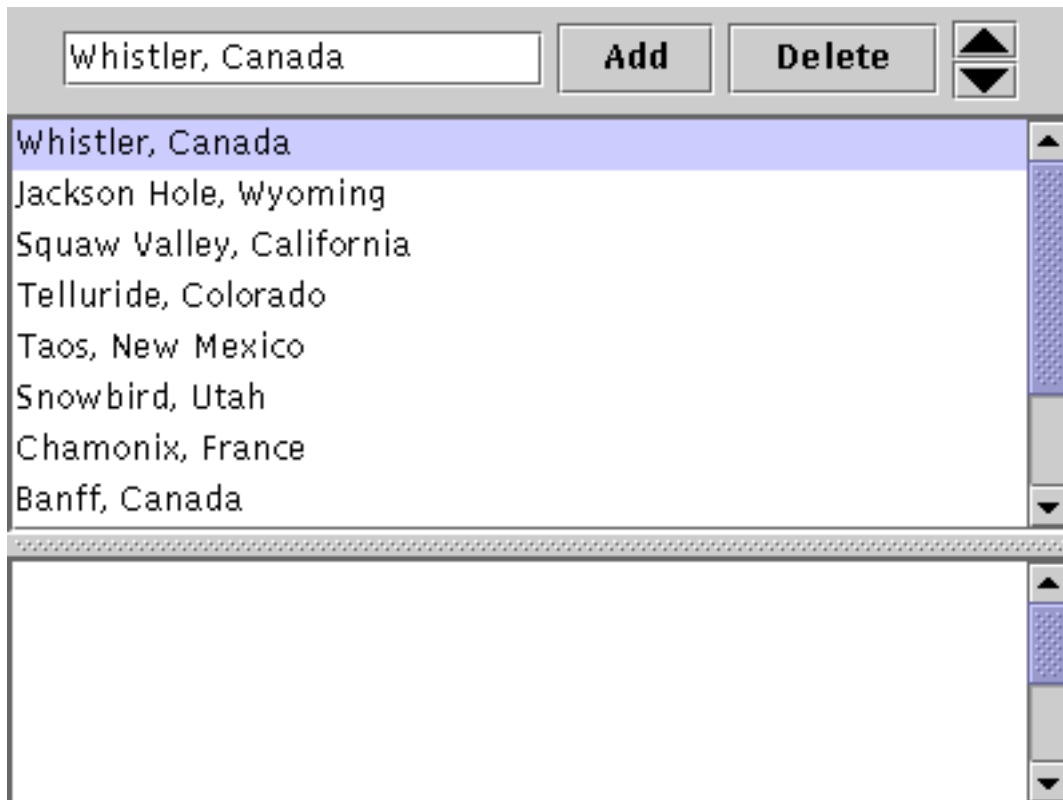 Whistler, Canada Add Delete
Whistler, Canada
Jackson Hole, Wyoming
Squaw Valley, California
Telluride, Colorado
Taos, New Mexico
Snowbird, Utah
Chamonix, France
Banff, Canada